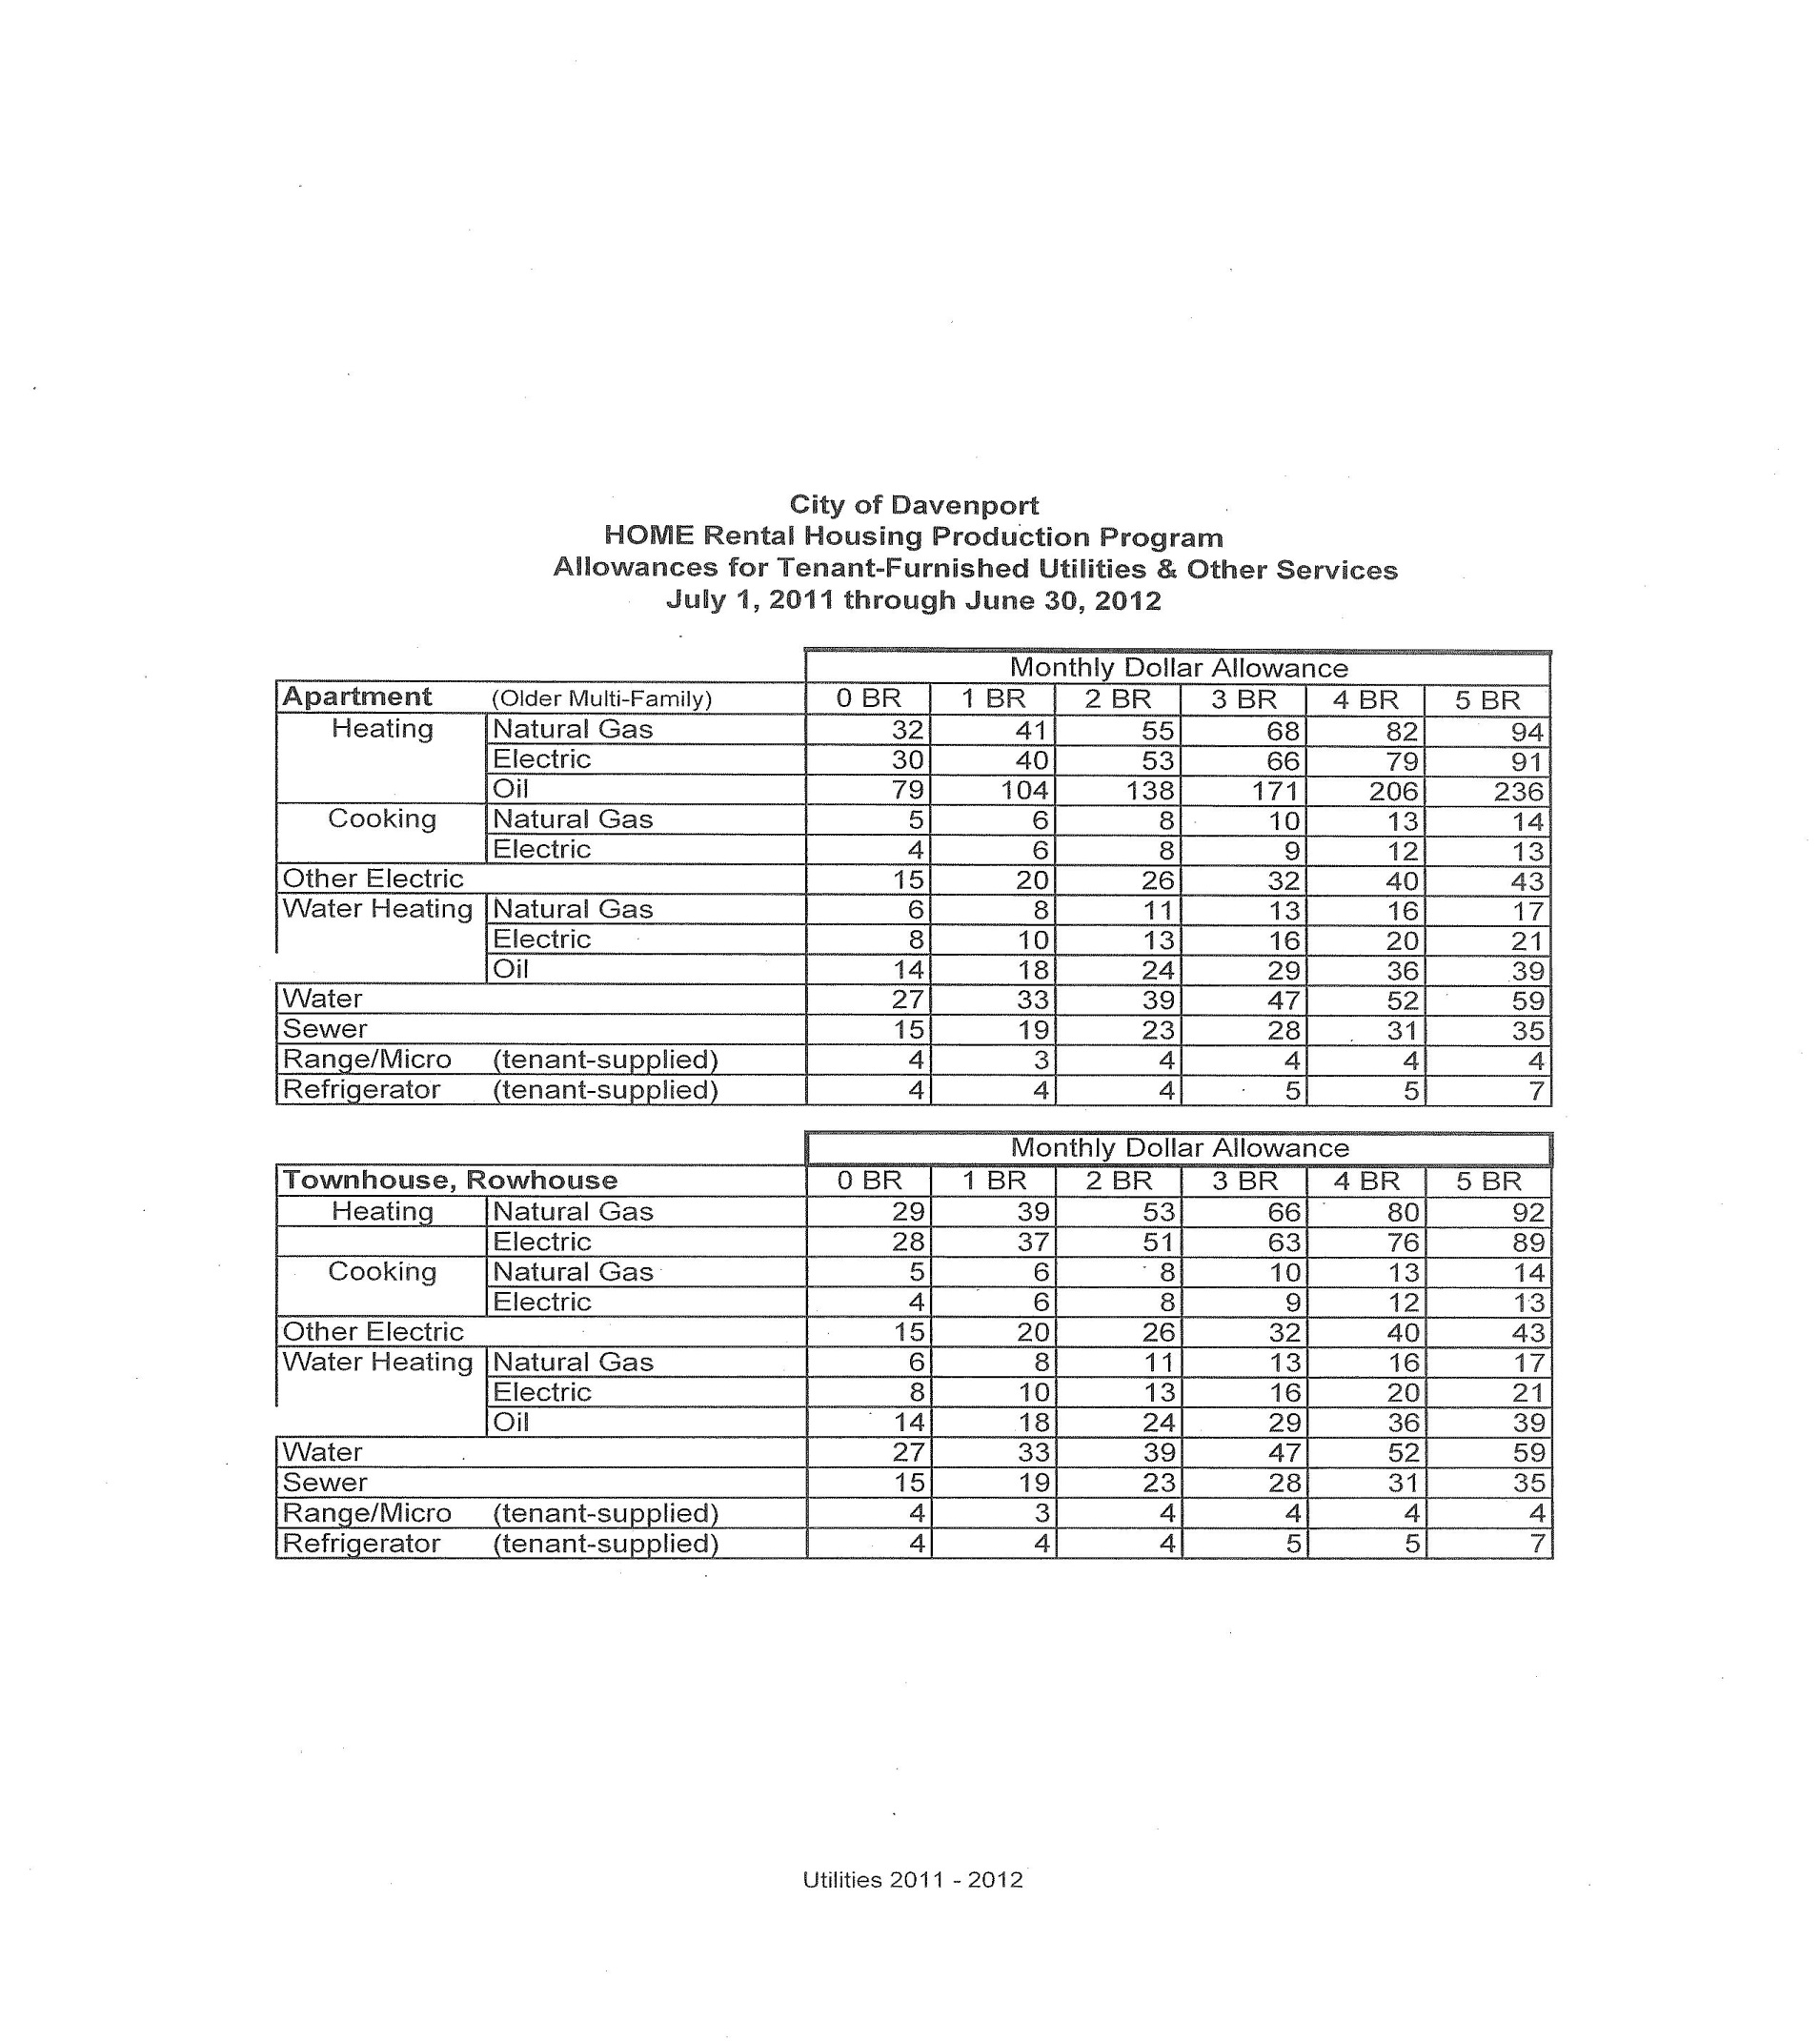 City of Davenport
HOME Rental Housing Production Program
Allowances for Tenant-Furnished Utilities & Other Services
July 1, 2011 through June 30, 2012
Monthly Dollar Allowance
Apartment (Older Multi-Family) 0 BR 1 BR 2 BR 3 BR 4 BR 5 BR
Heating Natural Gas 32 41 55 68 82 94
Electric 30 40 53 66 79 91
Oil 79 104 138 171 206 236
Cooking Natural Gas 5 6 8 10 13 14
Electric 4 6 8 9 12 13
Other Electric 15 20 26 32 40 43
Water Heating Natural Gas 6 8 11 13 16 17
Electric 8 10 13 16 20 21
Oil 14 18 24 29 36 39
Water 27 33 39 47 52 59
Sewer 15 19 23 28 31 35
Range/Micro (tenant-supplied) 4 3 4 4 4 4
Refrigerator (tenant-supplied) 4 4 4 5 5 7
Monthly Dollar Allowance
Townhouse, Rowhouse 0 BR 1 BR 2 BR 3 BR 4 BR 5 BR
Heating Natural Gas 29 39 53 66 80 92
Electric 28 37 51 63 76 89
Cooking Natural Gas 5 6 8 10 13 14
Electric 4 6 8 9 12 13
Other Electric 15 20 26 32 40 43
Water Heating Natural Gas 6 8 11 13 16 17
Electric 8 10 13 16 20 21
Oil 14 18 24 29 36 39
Water 27 33 39 47 52 59
Sewer 15 19 23 28 31 35
Range/Micro (tenant-supplied) 4 3 4 4 4 4
Refrigerator (tenant-supplied) 4 4 4 5 5 7
Utilities 2011 - 2012